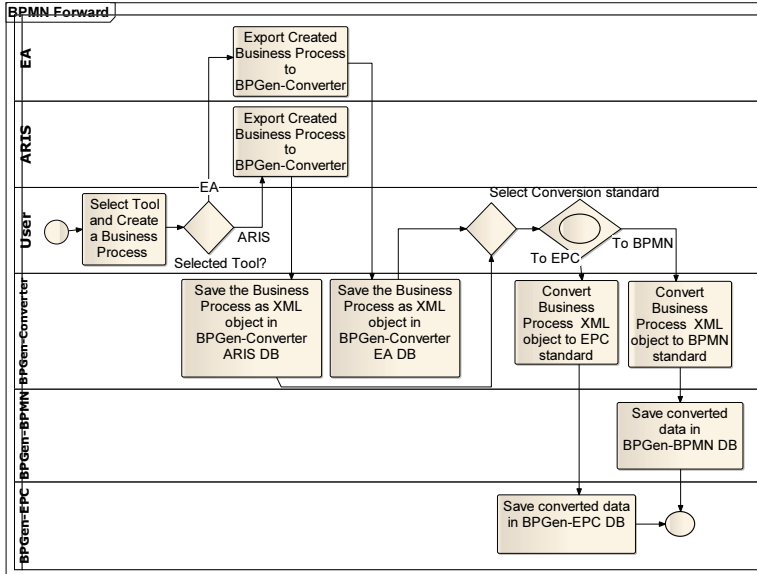 BPMN Forward
EA
Export Created
Business Process
to
BPGen-Converter
ARIS
Export Created
Business Process
to
BPGen-Converter
User
Select Tool
and Create
a Business
Process
EA
ARIS
Selected Tool?
Select Conversion standard
To EPC
To BPMN
BPGen-Converter
Save the Business
Process as XML
object in
BPGen-Converter
ARIS DB
Save the Business
Process as XML
object in
BPGen-Converter
EA DB
Convert
Business
Process XML
object to EPC
standard
Convert
Business
Process XML
object to BPMN
standard
BPGen-BPMN
Save converted
data in
BPGen-BPMN DB
BPGen-EPC
Save converted data
in BPGen-EPC DB